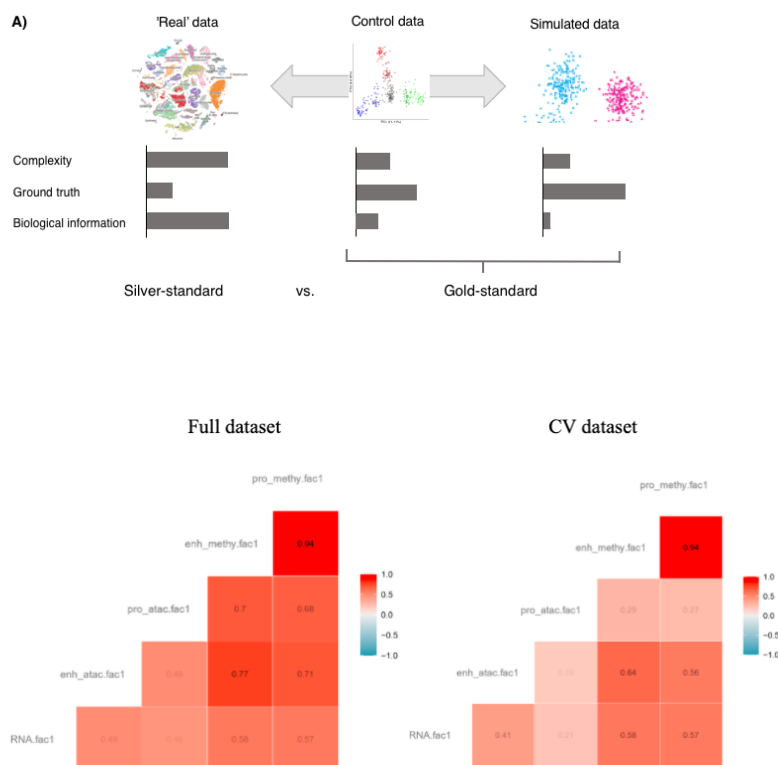 A)
'Real' data
Control data
Simulated data
Complexity
Ground truth
Biological information
Silver-standard
vs.
Gold-standard
Full dataset
CV dataset
pro_methy.fac1
enh_methy.fac1
0.94
pro_atac.fac1
0.7
0.68
enh_atac.fac1
0.77
0.71
RNA.fac1
0.58
0.57
1.0
0.5
0.0
−0.5
−1.0
pro_methy.fac1
enh_methy.fac1
0.94
pro_atac.fac1
0.27
enh_atac.fac1
0.64
0.56
RNA.fac1
0.41
0.21
0.58
0.57
1.0
0.5
0.0
−0.5
−1.0